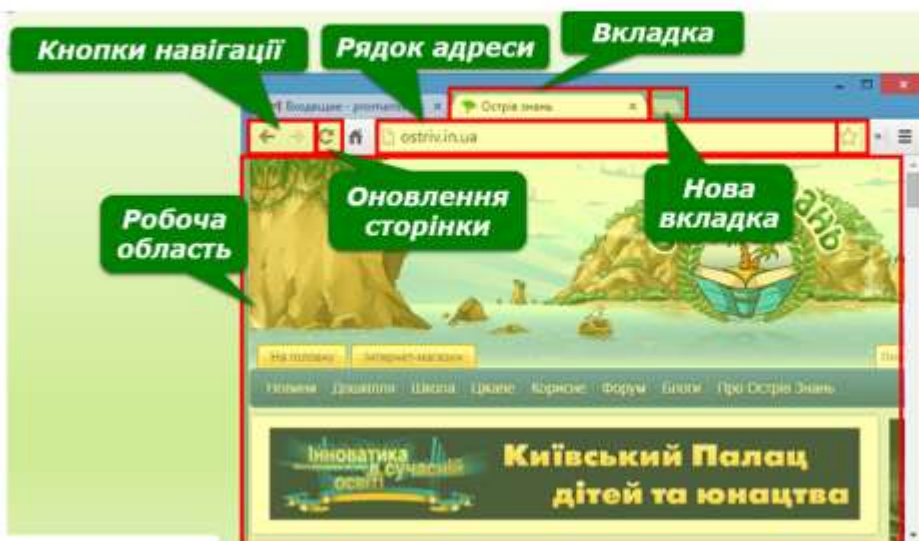 Кнопки навігації
Рядок адреси
Вкладка
Входящие -
Острів знань
ostriv.in.ua
Робоча
область
Оновлення
сторінки
Нова
вкладка
На головну
Інтернет-магазин
Новини Дошкілля Школа Цікаве Корисне Форум Блоги Про Острів Знань
Інноватика
в сучасній
освіті
Київський Палац
дітей та юнацтва